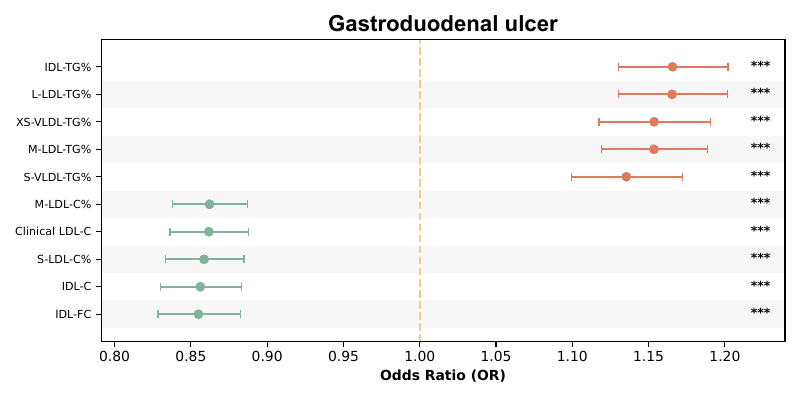 Gastroduodenal ulcer
IDL-TG% ***
L-LDL-TG% ***
XS-VLDL-TG% ***
M-LDL-TG% ***
S-VLDL-TG% ***
M-LDL-C% ***
Clinical LDL-C ***
S-LDL-C% ***
IDL-C ***
IDL-FC ***
0.80 0.85 0.90 0.95 1.00 1.05 1.10 1.15 1.20
Odds Ratio (OR)